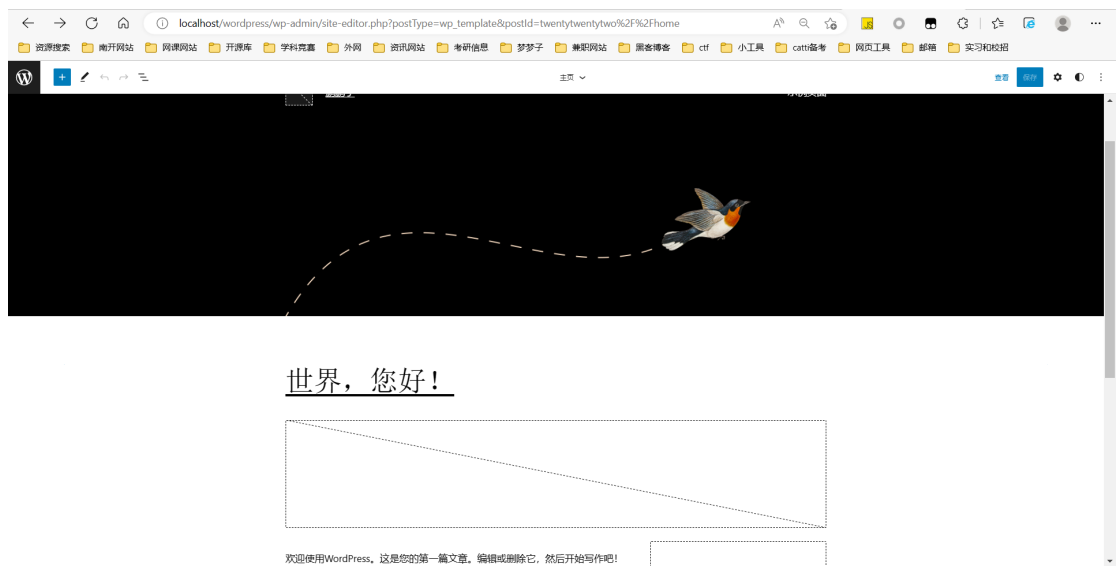 localhost/wordpress/wp-admin/site-editor.php?postType=wp_template&postId=twentytwentytwo%2F%2Fhome
资源搜索 南开网站 网课网站 开源库 学科竞赛 外网 资讯网站 考研信息 梦梦子 兼职网站 黑客博客 ctf 小工具 catti备考 网页工具 邮箱 实习和校招
主页 查看 保存
示例页面
世界，您好！
欢迎使用WordPress。这是您的第一篇文章。编辑或删除它，然后开始写作吧！